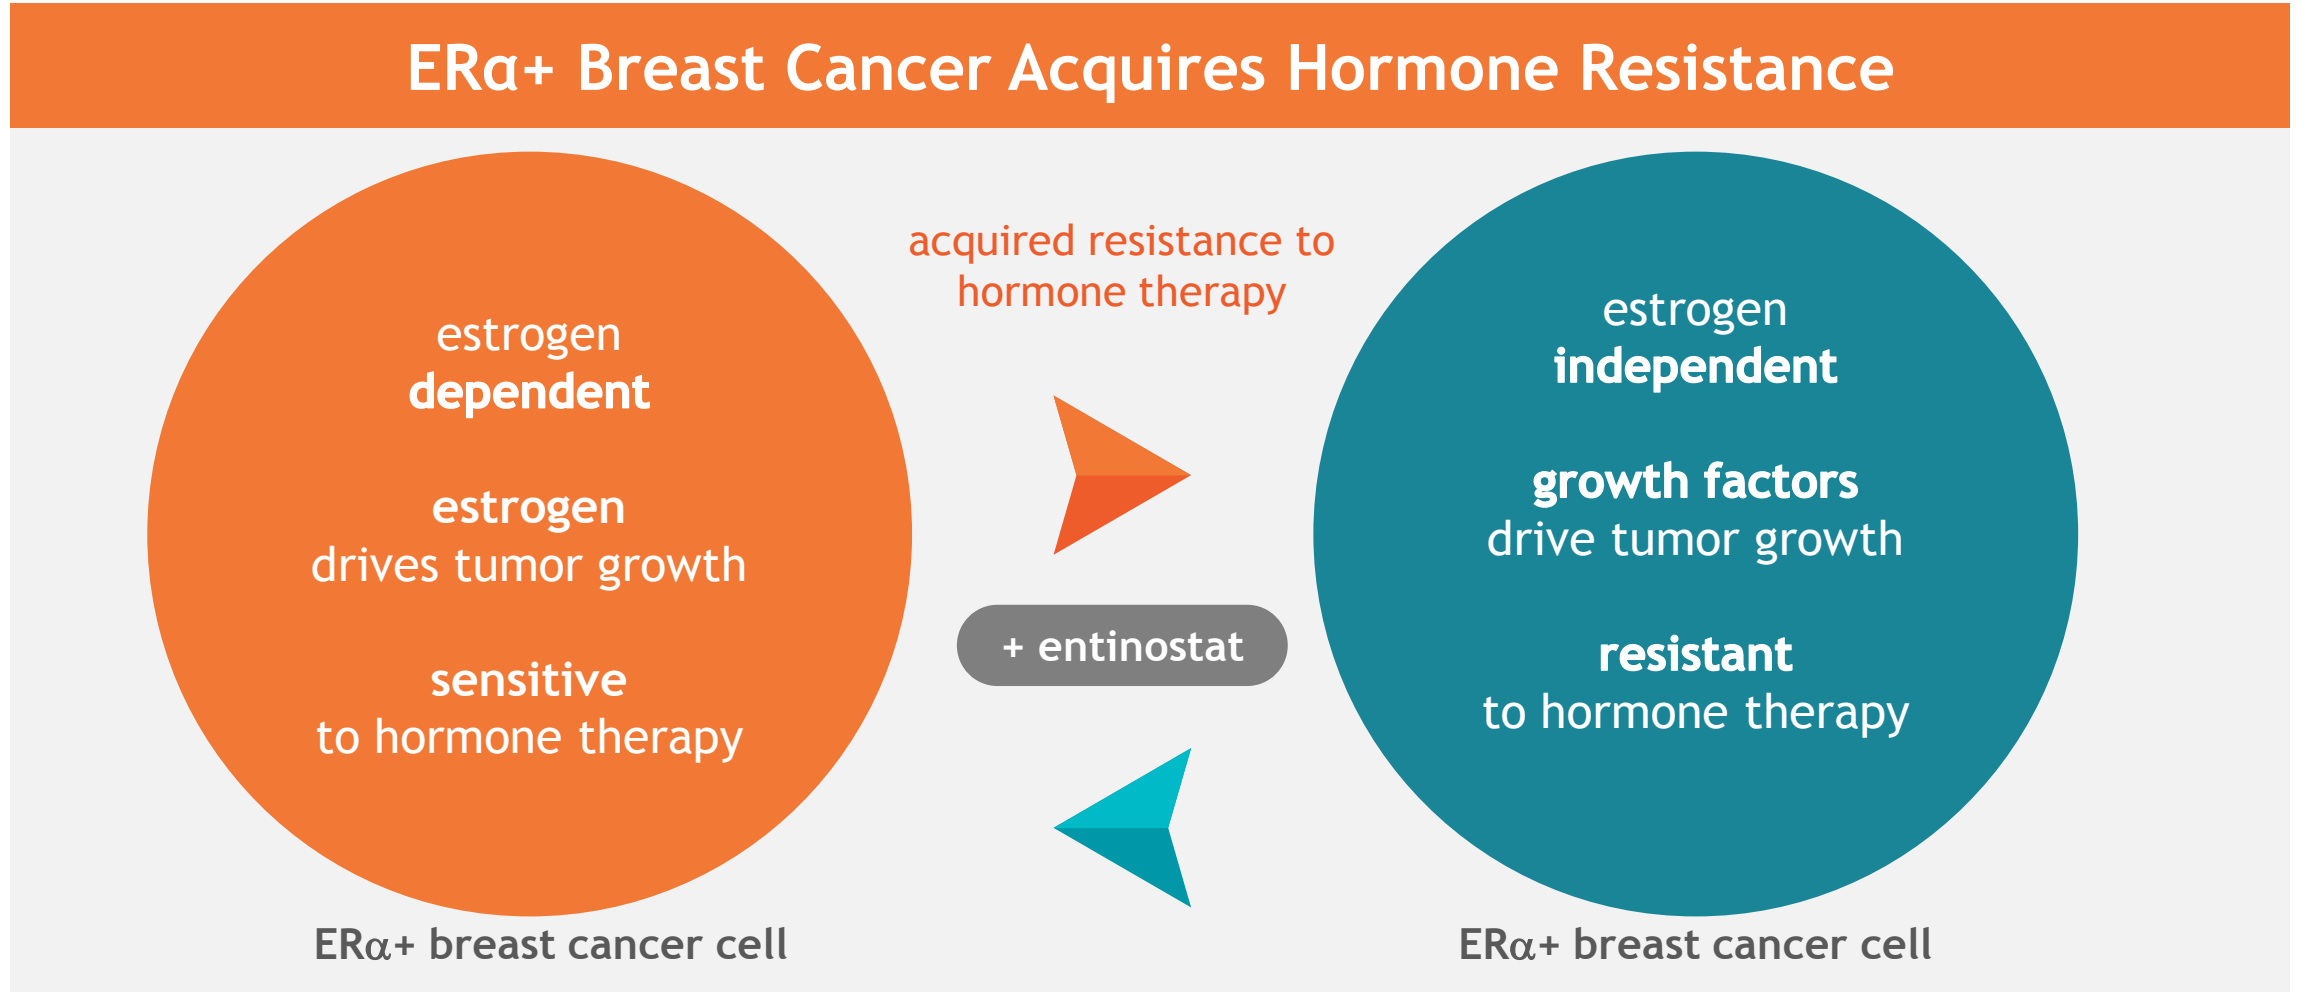 ERα+ Breast Cancer Acquires Hormone Resistance
estrogen
dependent
estrogen
drives tumor growth
sensitive
to hormone therapy
ERα+ breast cancer cell
acquired resistance to
hormone therapy
+ entinostat
estrogen
independent
growth factors
drive tumor growth
resistant
to hormone therapy
ERα+ breast cancer cell